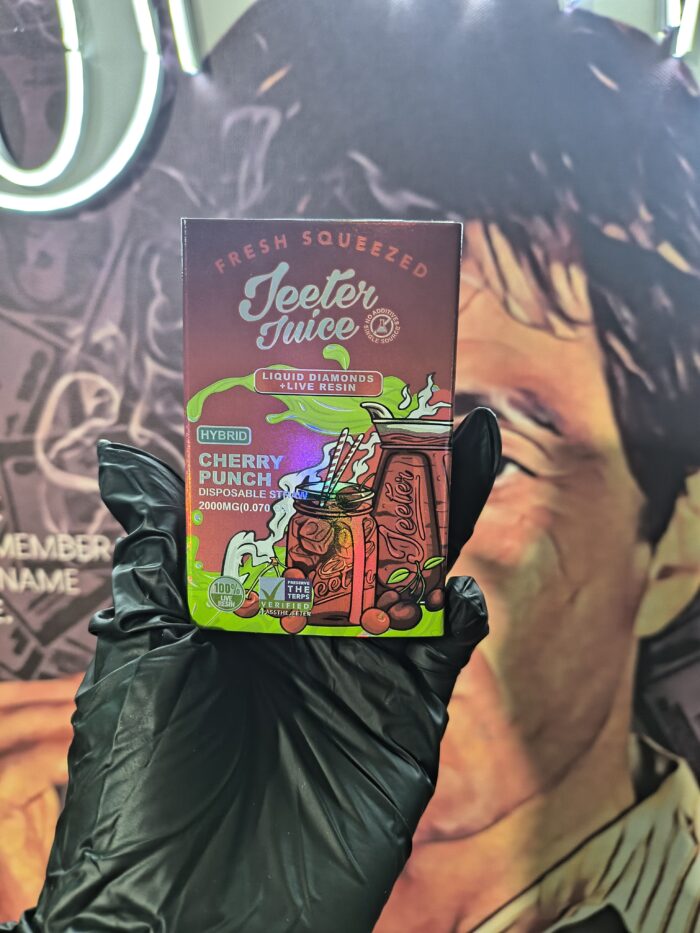 FRESH SQUEEZED
Jeeter
Juice
NO ADDITIVES
SINGLE SOURCE
LIQUID DIAMONDS
+LIVE RESIN
HYBRID
CHERRY
PUNCH
DISPOSABLE STRAW
2000MG(0.070
Jeeter
100%
LIVE
RESIN
PRESERVE
THE
TERPS
VERIFIED
MEMBER
NAME